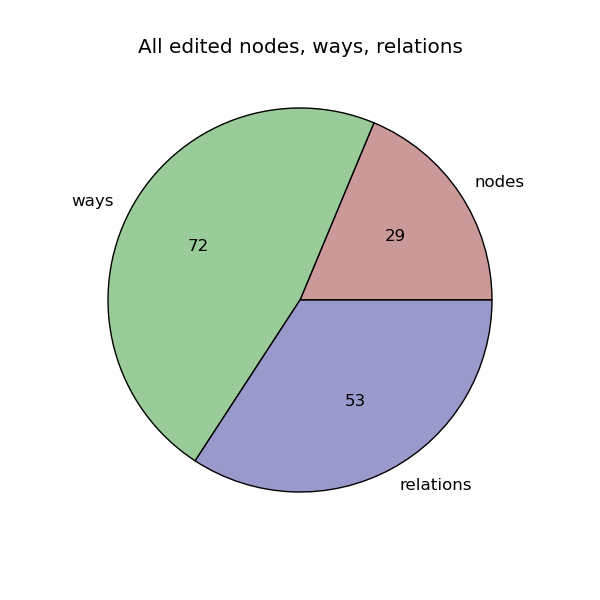 All edited nodes, ways, relations
nodes
ways
29
72
53
relations